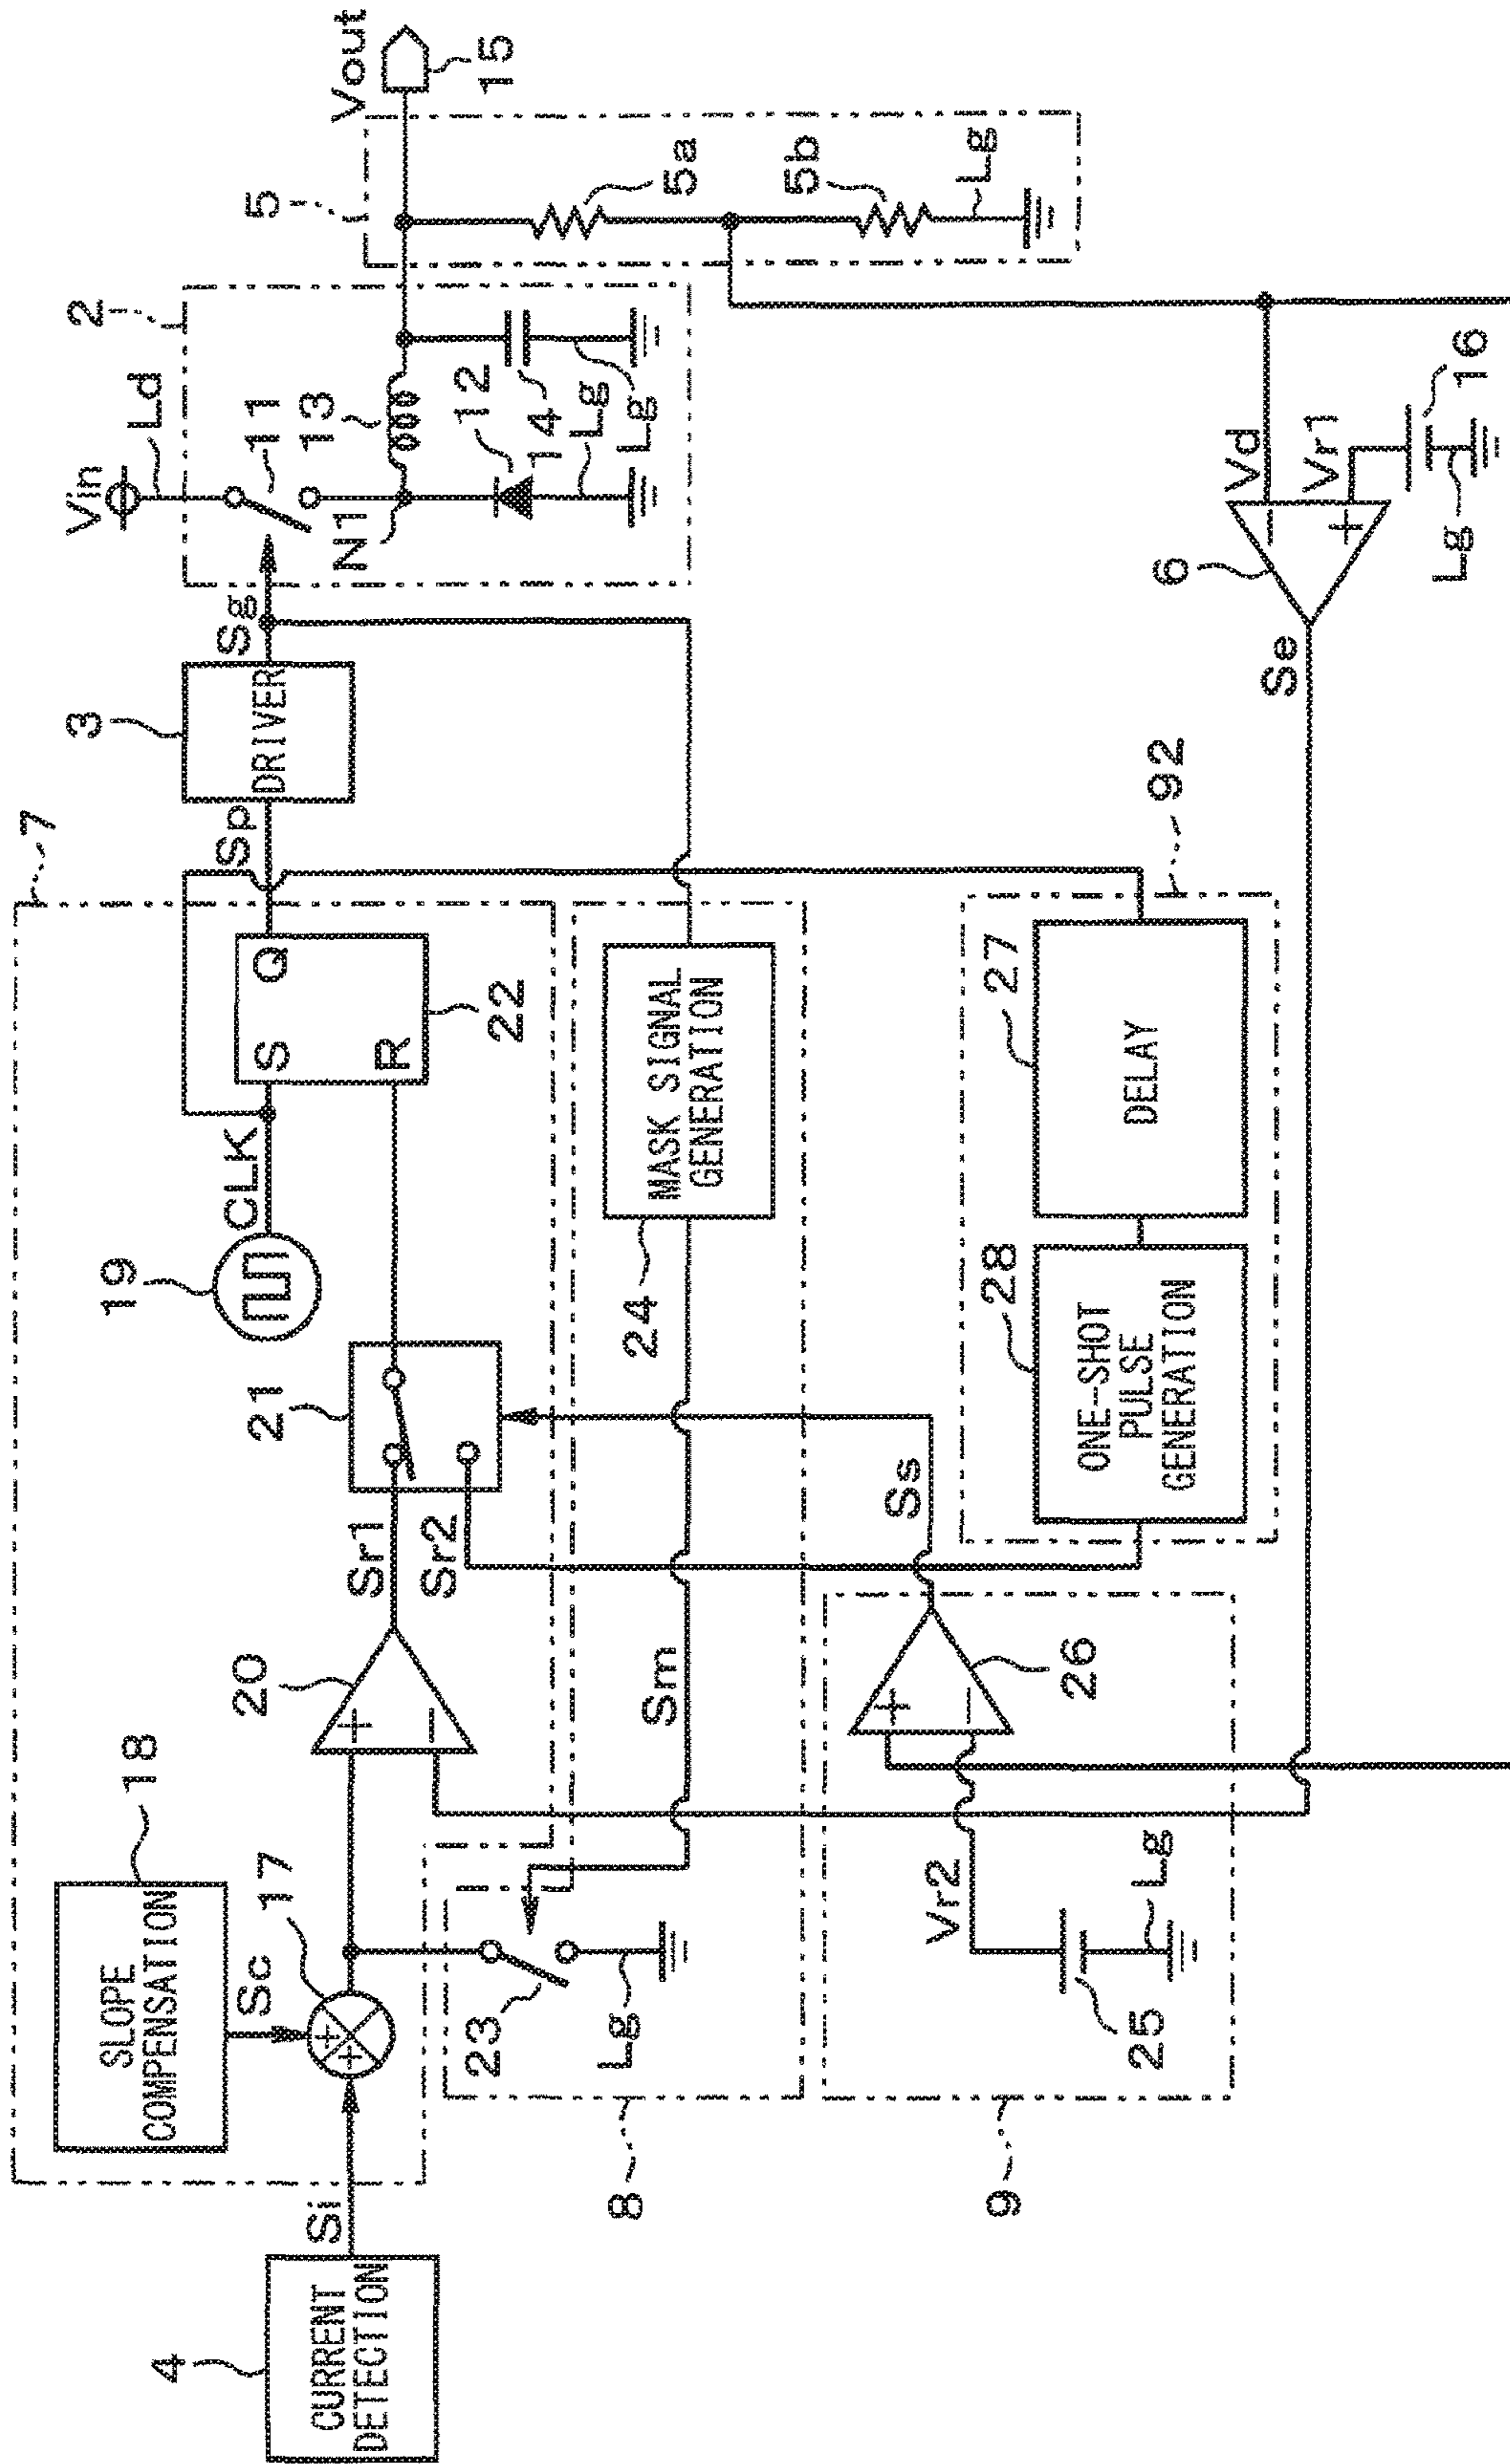 Vin
Ld
2
5
Vout
15
11
13
N1
12
14
Lg
Lg
5a
5b
Lg
3
DRIVER
Sg
Sp
7
19
CLK
S
Q
R
22
21
Sr1
Sr2
20
18
SLOPE
COMPENSATION
Sc
17
+
+
+
−
Si
4
CURRENT
DETECTION
23
Lg
8
Sm
24
MASK SIGNAL
GENERATION
Ss
26
+
−
Vr2
25
Lg
9
28
ONE-SHOT
PULSE
GENERATION
27
DELAY
92
Se
6
Vd
−
+
Vr1
16
Lg